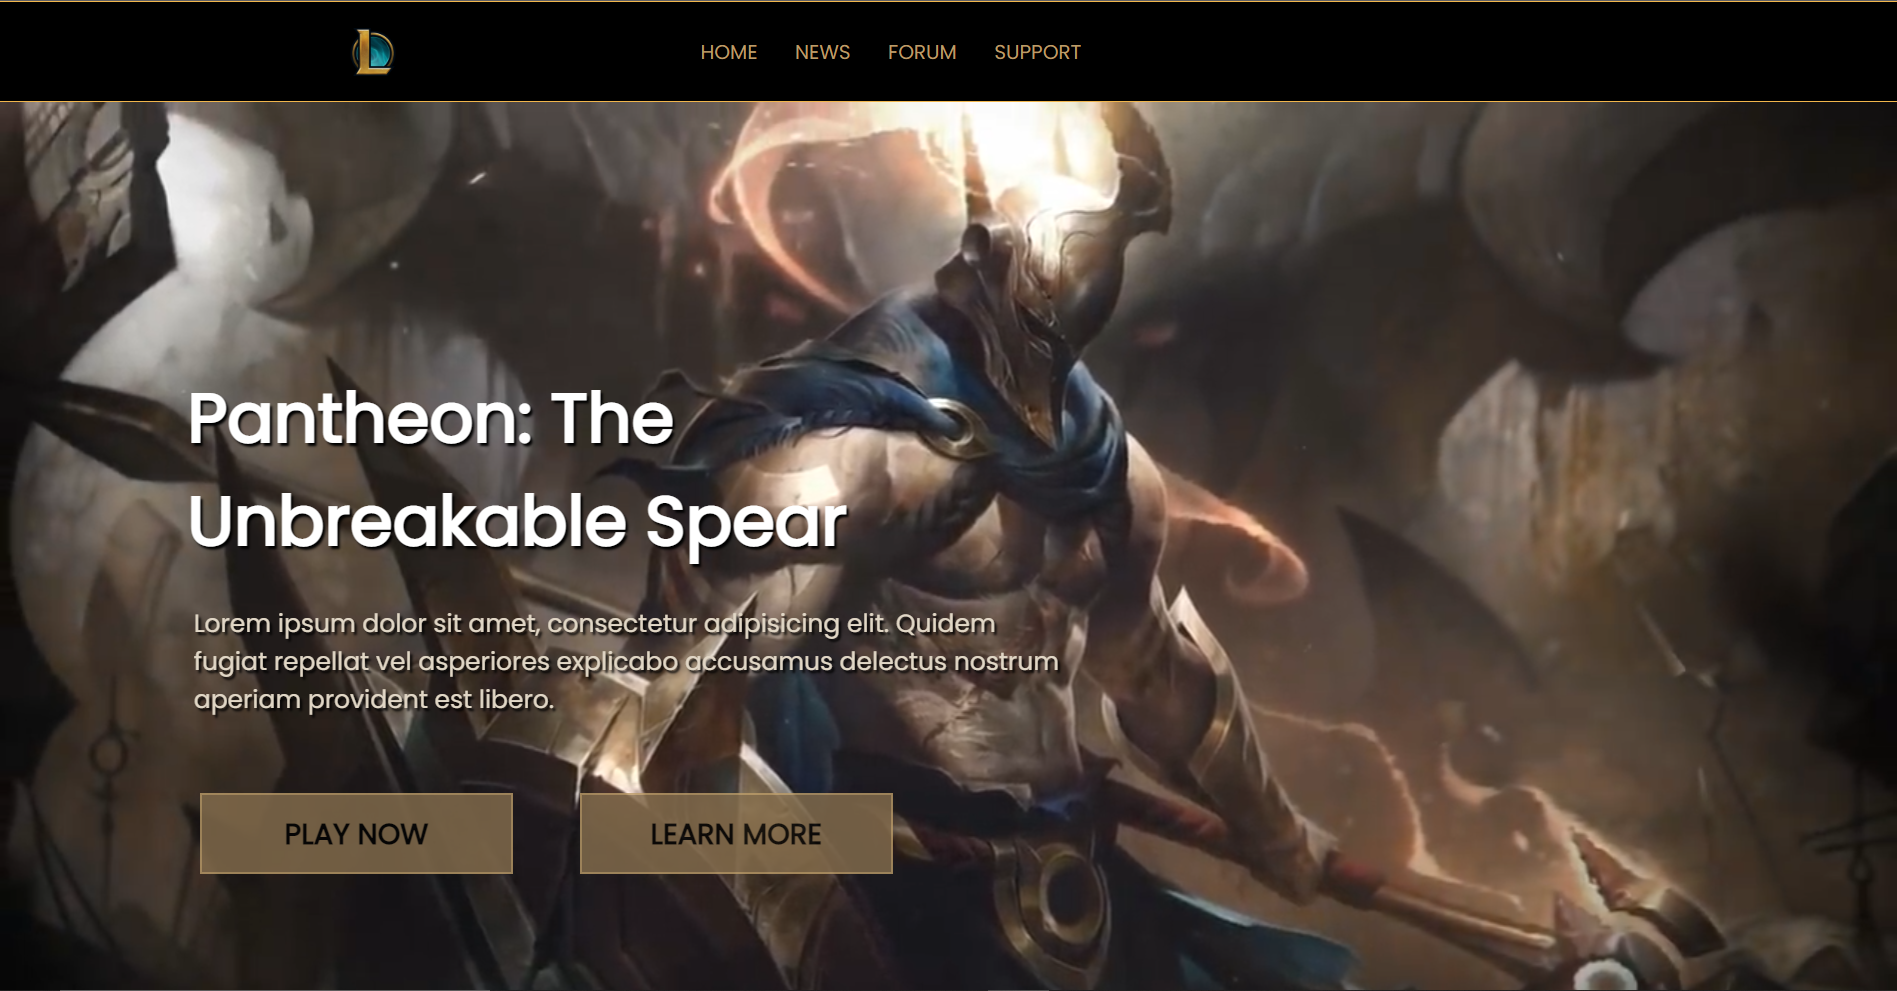 HOME NEWS FORUM SUPPORT
Pantheon: The
Unbreakable Spear
Lorem ipsum dolor sit amet, consectetur adipisicing elit. Quidem
fugiat repellat vel asperiores explicabo accusamus delectus nostrum
aperiam provident est libero.
PLAY NOW LEARN MORE